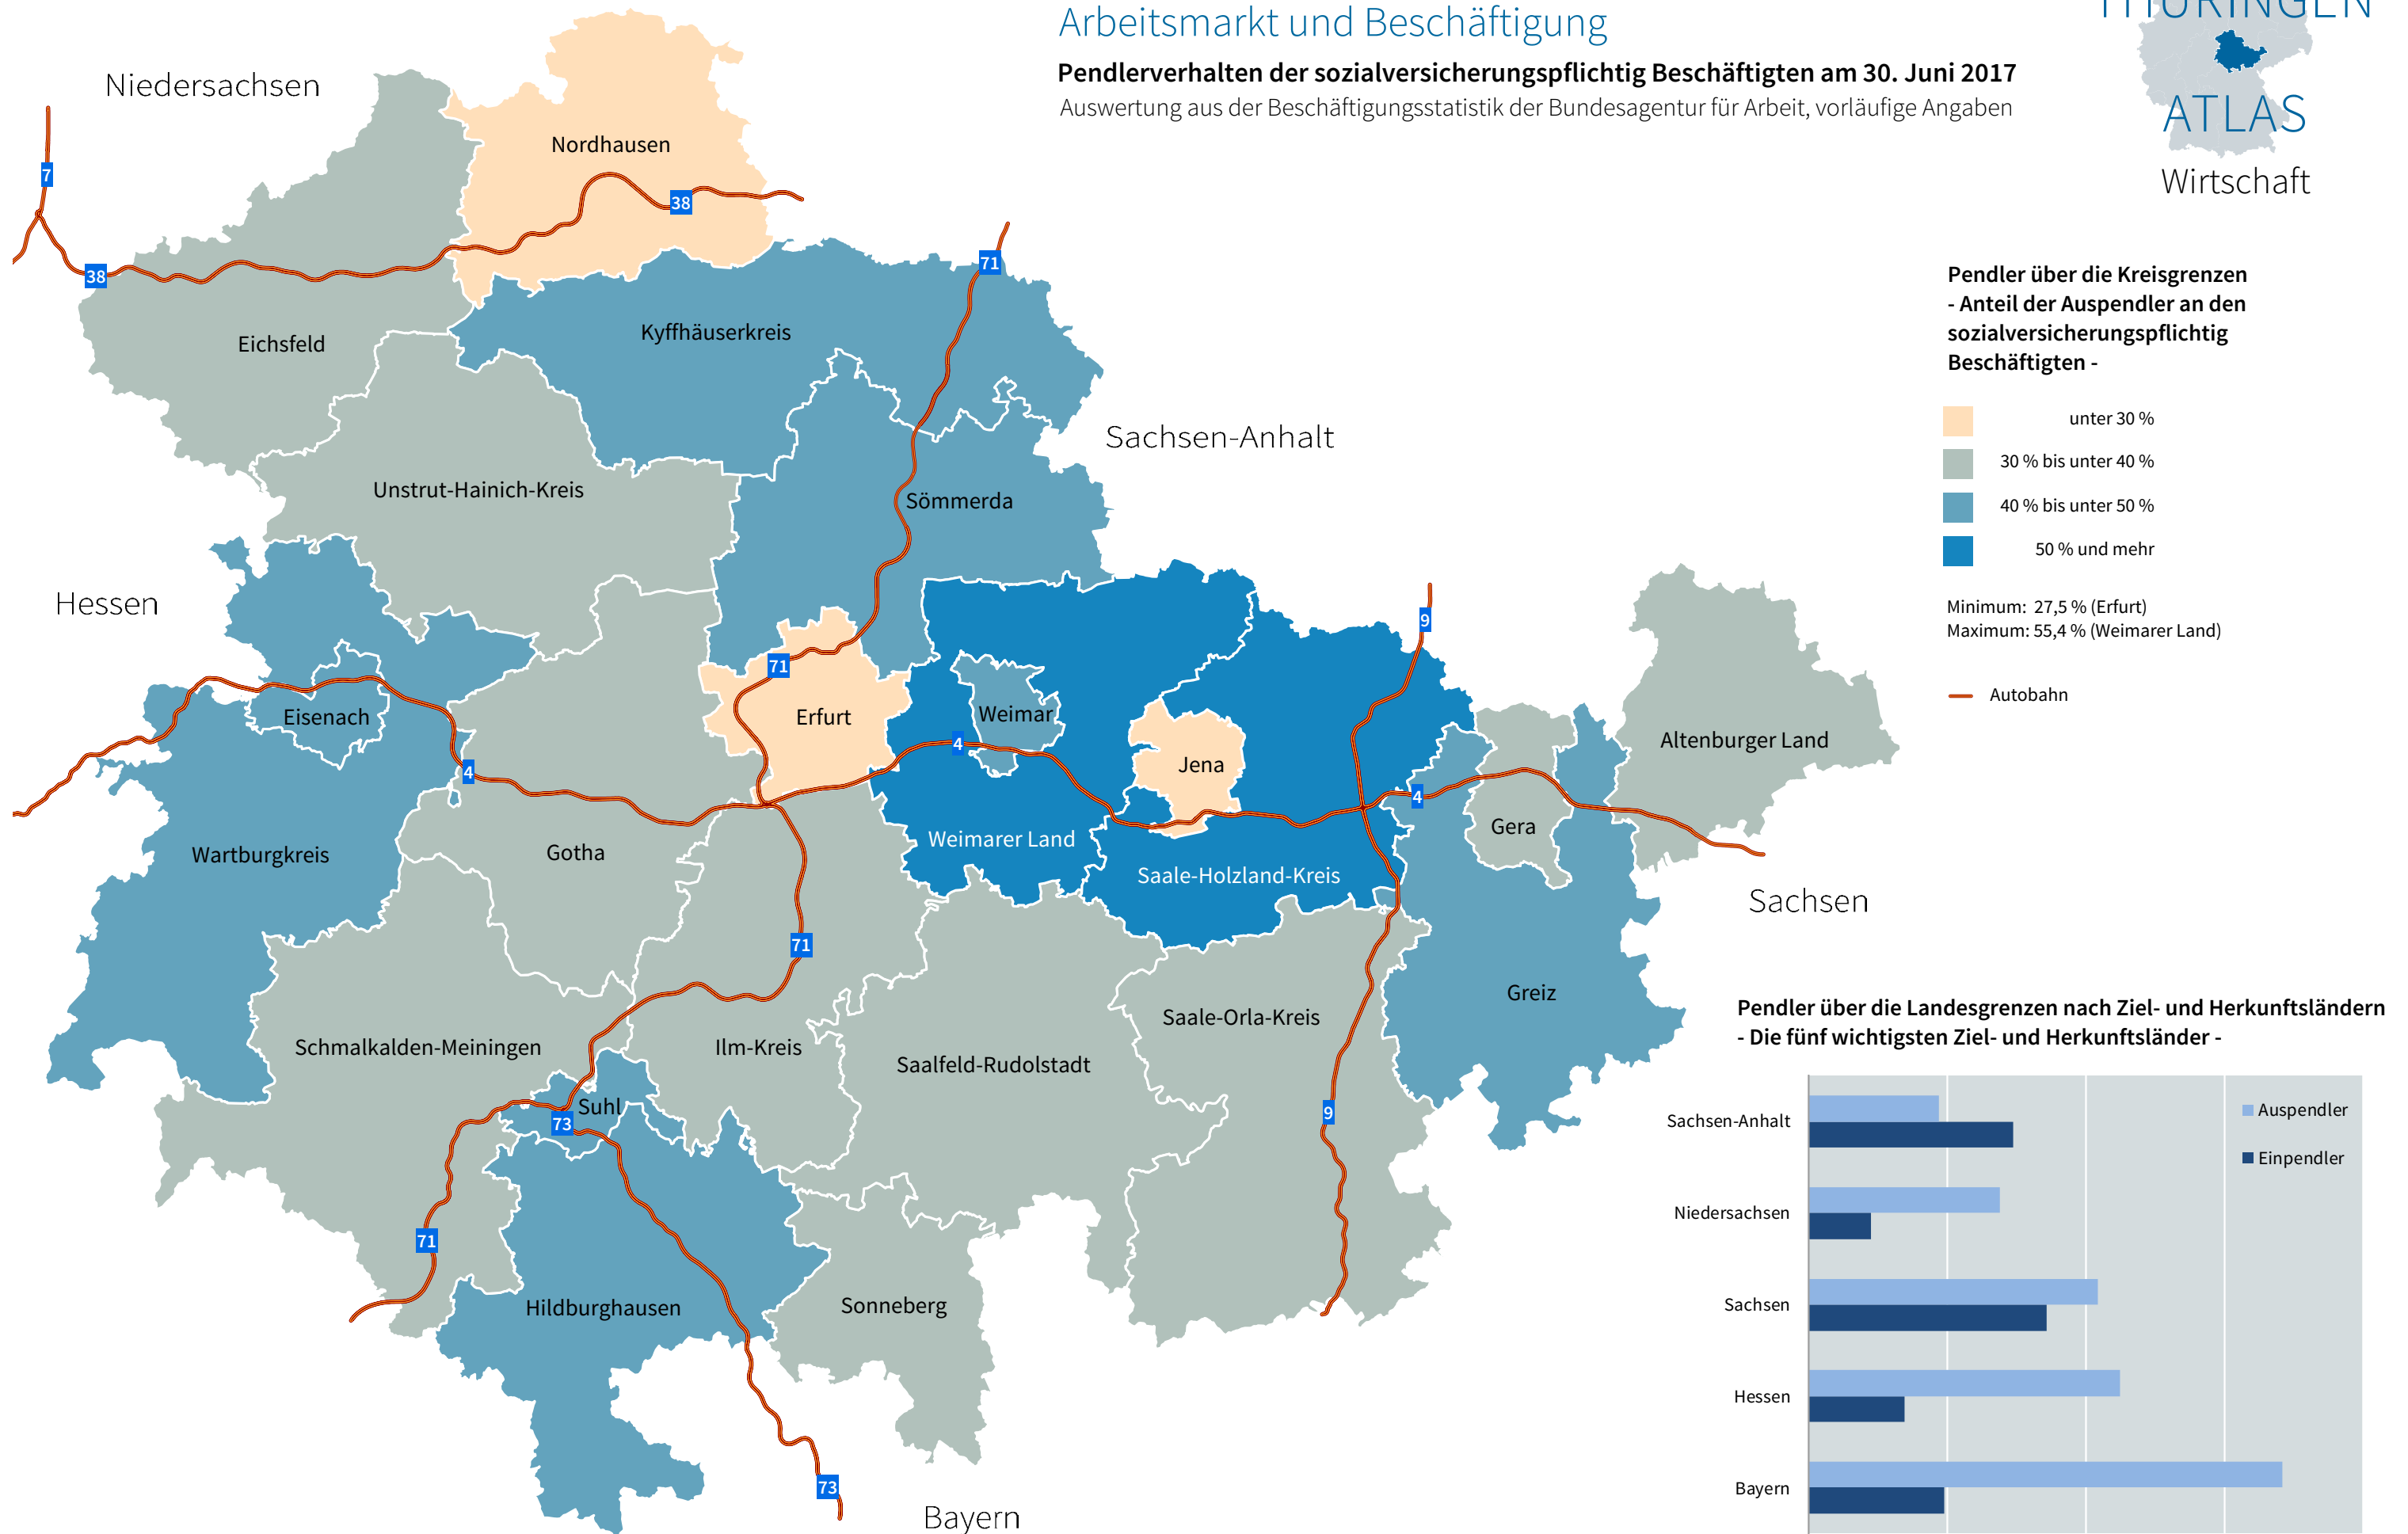 Arbeitsmarkt und Beschäftigung
Pendlerverhalten der sozialversicherungspflichtig Beschäftigten am 30. Juni 2017
Auswertung aus der Beschäftigungsstatistik der Bundesagentur für Arbeit, vorläufige Angaben
THÜRINGEN
ATLAS
Wirtschaft
Niedersachsen
Nordhausen
7
38
38
71
Eichsfeld
Kyffhäuserkreis
Sachsen-Anhalt
Unstrut-Hainich-Kreis
Sömmerda
Hessen
9
71
Eisenach
Erfurt
Weimar
4
Jena
Altenburger Land
4
4
Gera
Wartburgkreis
Gotha
Weimarer Land
Saale-Holzland-Kreis
Sachsen
71
Greiz
Schmalkalden-Meiningen
Ilm-Kreis
Saalfeld-Rudolstadt
Saale-Orla-Kreis
Suhl
73
9
71
Hildburghausen
Sonneberg
73
Bayern
Pendler über die Kreisgrenzen
- Anteil der Auspendler an den
sozialversicherungspflichtig
Beschäftigten -
unter 30 %
30 % bis unter 40 %
40 % bis unter 50 %
50 % und mehr
Minimum: 27,5 % (Erfurt)
Maximum: 55,4 % (Weimarer Land)
Autobahn
Pendler über die Landesgrenzen nach Ziel- und Herkunftsländern
- Die fünf wichtigsten Ziel- und Herkunftsländer -
Sachsen-Anhalt
Niedersachsen
Sachsen
Hessen
Bayern
Auspendler
Einpendler